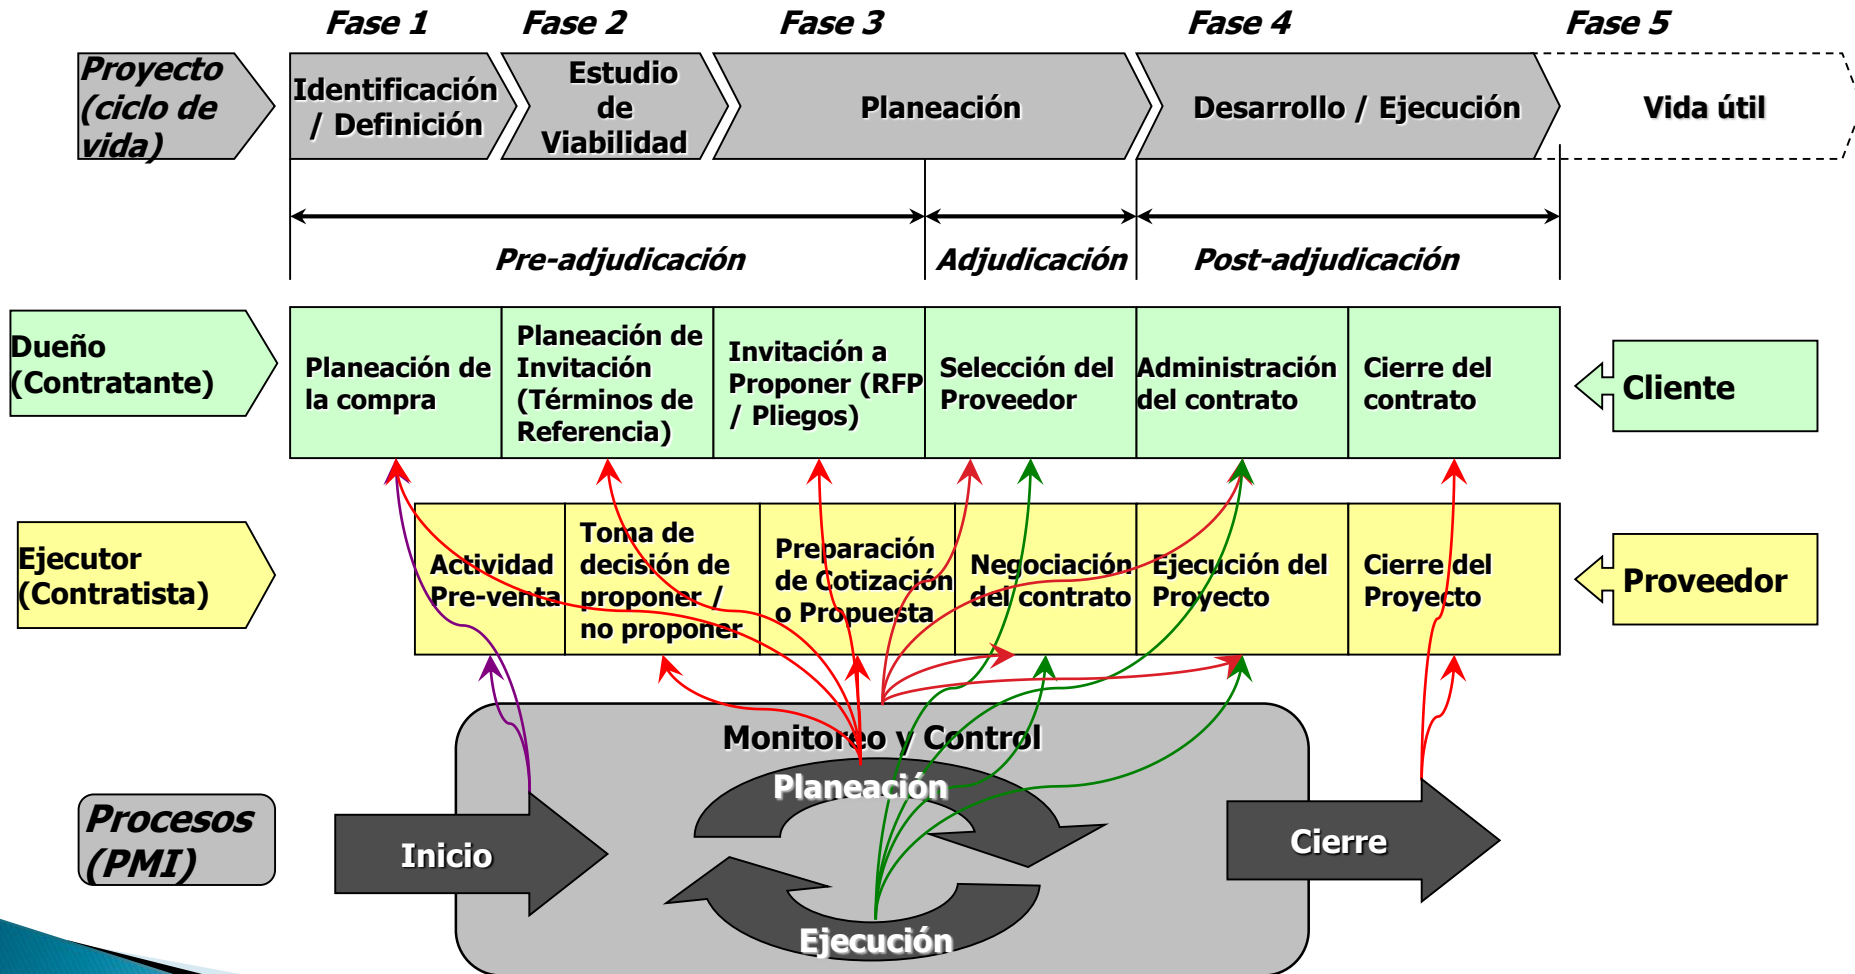 Fase 1
Fase 2
Fase 3
Fase 4
Fase 5
Proyecto
(ciclo de
vida)
Identificación
/ Definición
Estudio
de
Viabilidad
Planeación
Desarrollo / Ejecución
Vida útil
Pre-adjudicación
Adjudicación
Post-adjudicación
Dueño
(Contratante)
Planeación de
la compra
Planeación de
Invitación
(Términos de
Referencia)
Invitación a
Proponer (RFP
/ Pliegos)
Selección del
Proveedor
Administración
del contrato
Cierre del
contrato
Cliente
Ejecutor
(Contratista)
Actividad
Pre-venta
Toma de
decisión de
proponer /
no proponer
Preparación
de Cotización
o Propuesta
Negociación
del contrato
Ejecución del
Proyecto
Cierre del
Proyecto
Proveedor
Procesos
(PMI)
Monitoreo y Control
Planeación
Inicio
Cierre
Ejecución